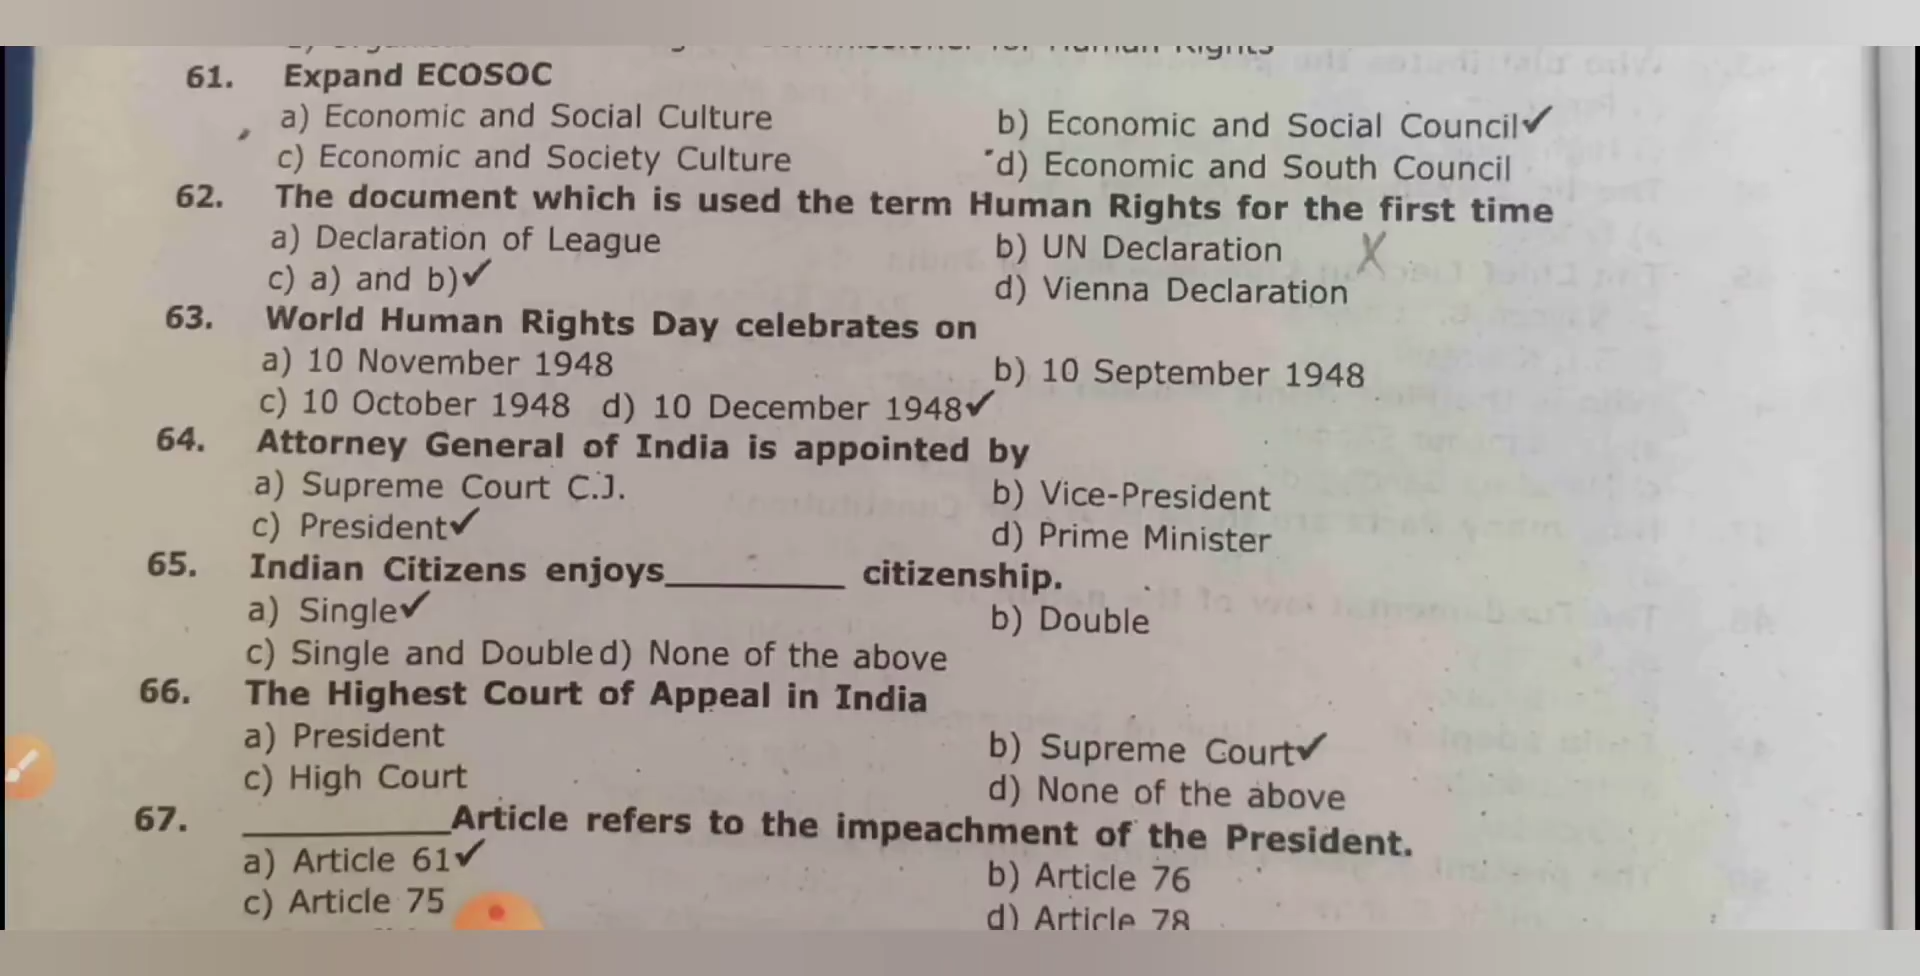 Human Rights
61. Expand ECOSOC
a) Economic and Social Culture b) Economic and Social Council✓
c) Economic and Society Culture d) Economic and South Council
62. The document which is used the term Human Rights for the first time
a) Declaration of League b) UN Declaration X
c) a) and b)✓ d) Vienna Declaration
63. World Human Rights Day celebrates on
a) 10 November 1948 b) 10 September 1948
c) 10 October 1948 d) 10 December 1948✓
64. Attorney General of India is appointed by
a) Supreme Court C.J. b) Vice-President
c) President✓ d) Prime Minister
65. Indian Citizens enjoys__________ citizenship.
a) Single✓ b) Double
c) Single and Doubled) None of the above
66. The Highest Court of Appeal in India
a) President b) Supreme Court✓
c) High Court d) None of the above
67. ____________Article refers to the impeachment of the President.
a) Article 61✓ b) Article 76
c) Article 75 d) Article 78